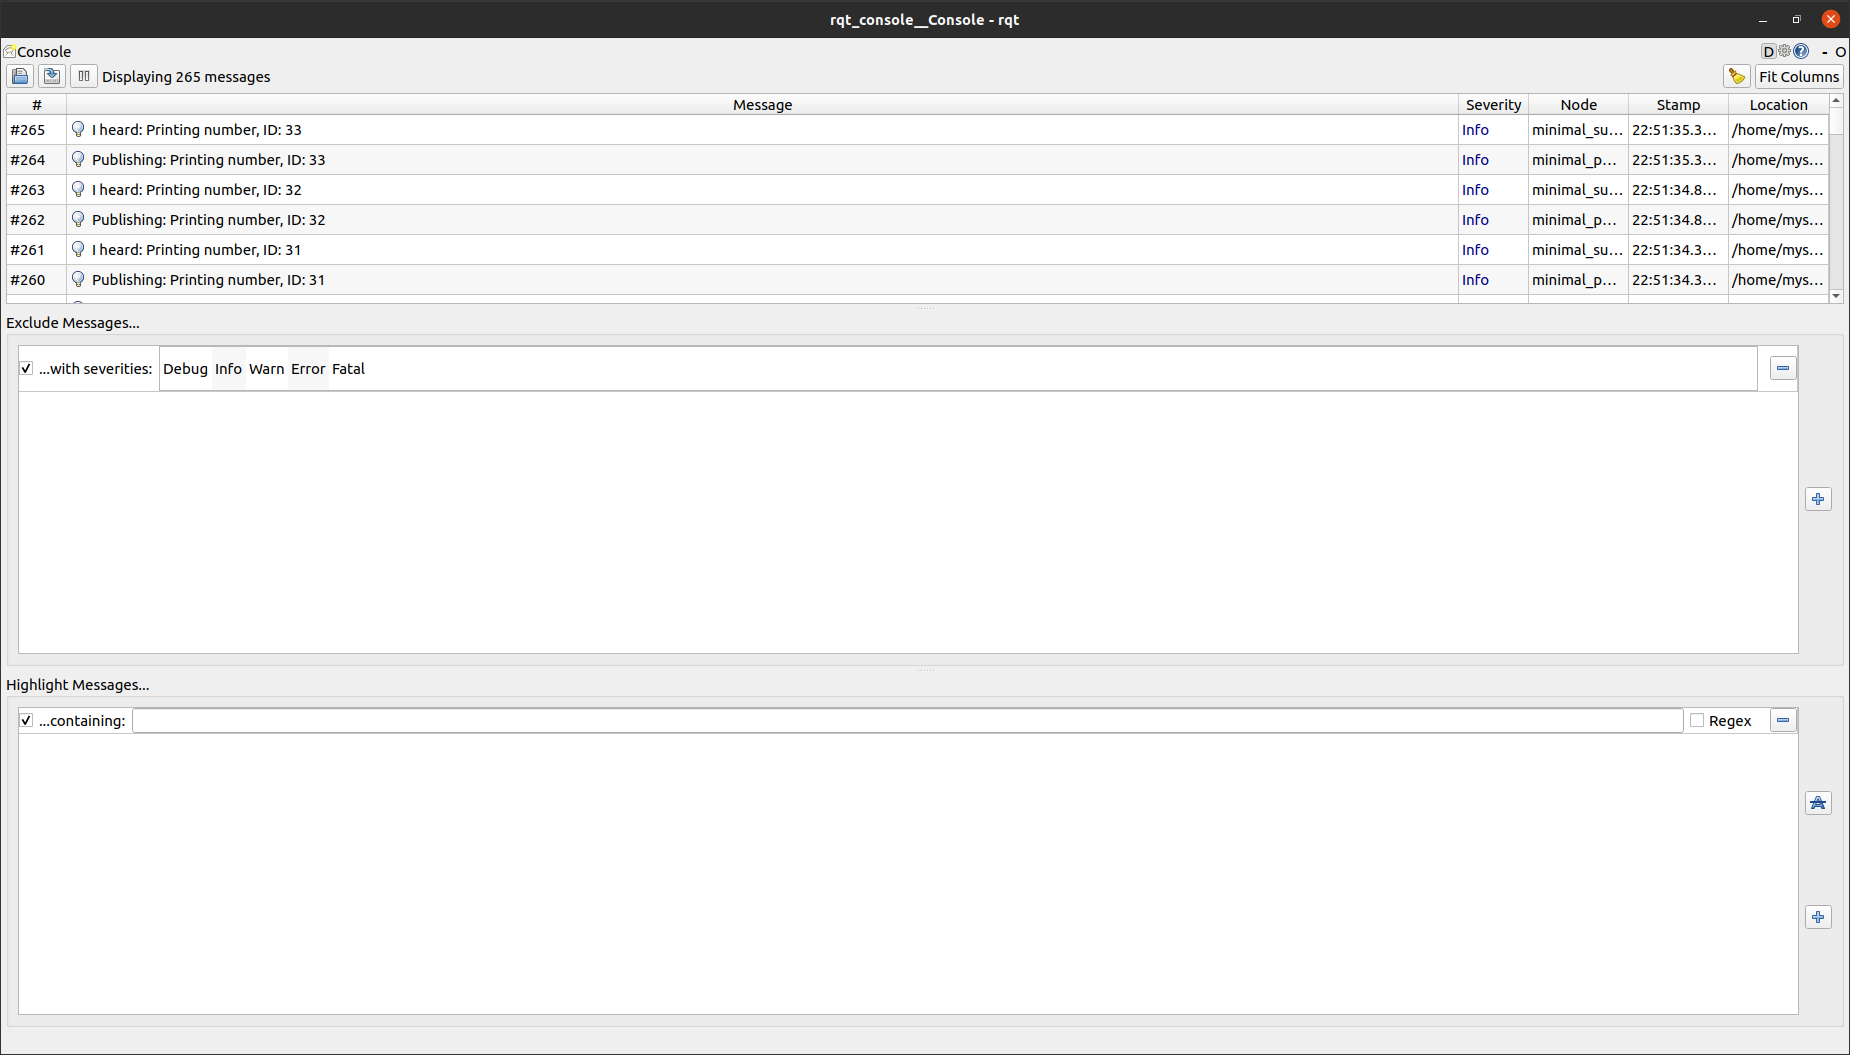 rqt_console__Console - rqt
Console D ? - O
Displaying 265 messages Fit Columns
# Message Severity Node Stamp Location
#265 I heard: Printing number, ID: 33 Info minimal_su... 22:51:35.3... /home/mys...
#264 Publishing: Printing number, ID: 33 Info minimal_p... 22:51:35.3... /home/mys...
#263 I heard: Printing number, ID: 32 Info minimal_su... 22:51:34.8... /home/mys...
#262 Publishing: Printing number, ID: 32 Info minimal_p... 22:51:34.8... /home/mys...
#261 I heard: Printing number, ID: 31 Info minimal_su... 22:51:34.3... /home/mys...
#260 Publishing: Printing number, ID: 31 Info minimal_p... 22:51:34.3... /home/mys...
Exclude Messages...
...with severities: Debug Info Warn Error Fatal
Highlight Messages...
...containing: Regex